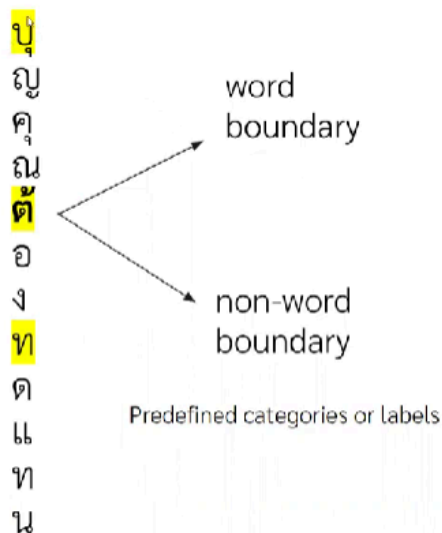 บุ
ญ
คุ
ณ
ต้
อ
ง
ท
ด
แ
ท
น
word
boundary
non-word
boundary
Predefined categories or labels